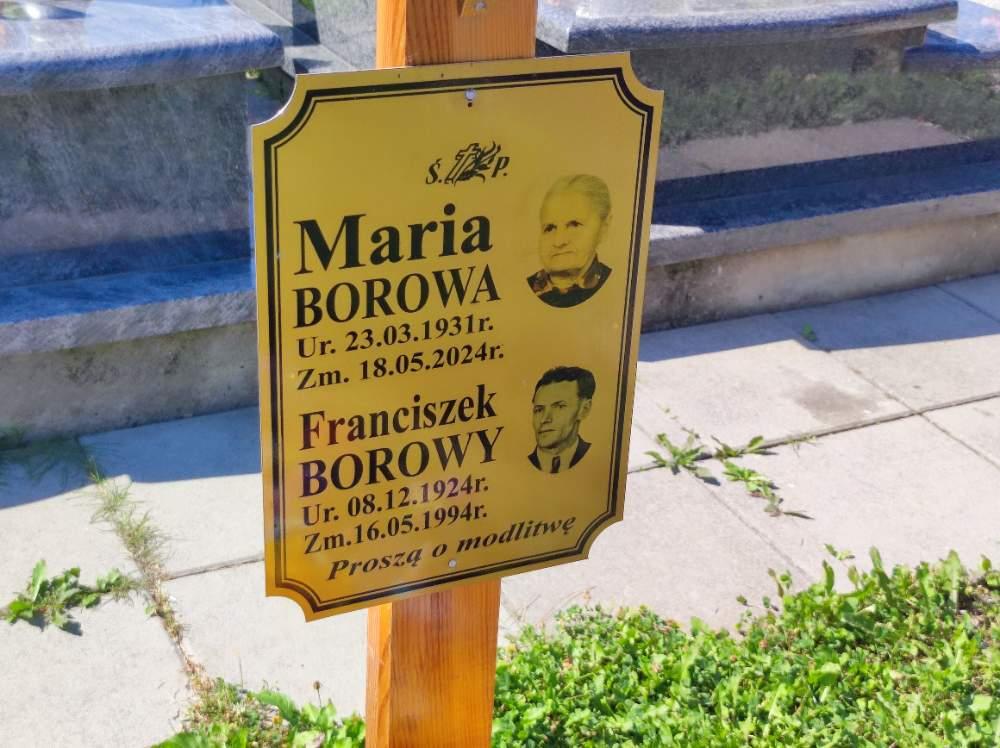 Ś. P.
Maria
BOROWA
Ur. 23.03.1931r.
Zm. 18.05.2024r.
Franciszek
BOROWY
Ur. 08.12.1924r.
Zm.16.05.1994r.
Proszą o modlitwę